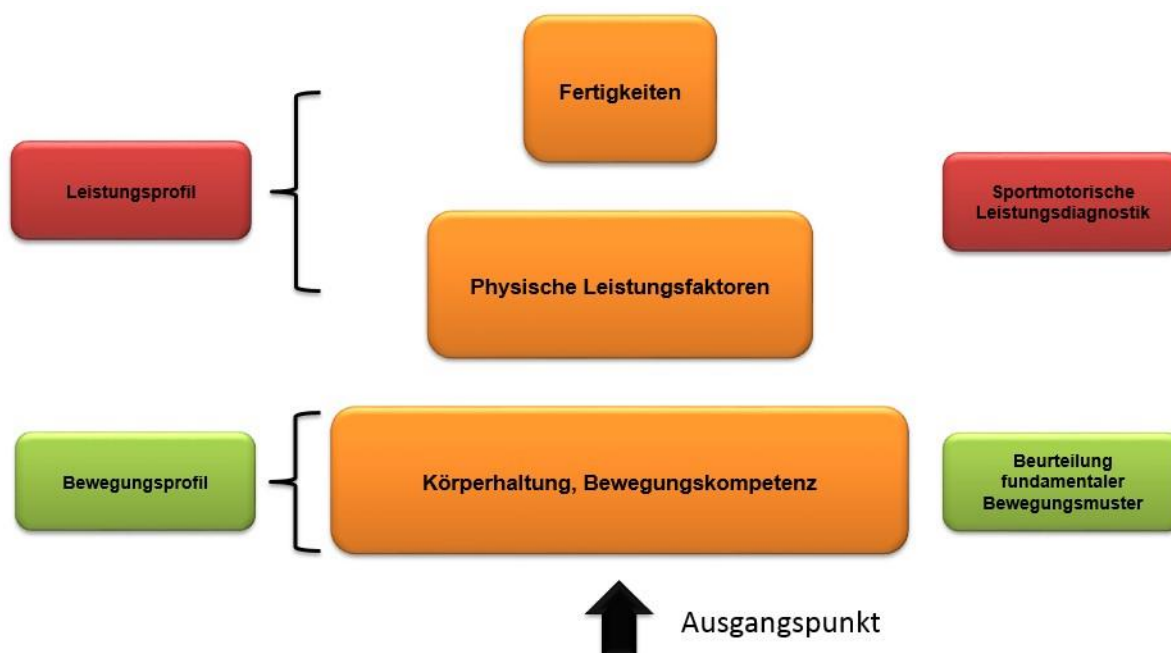 Fertigkeiten
Leistungsprofil
Sportmotorische
Leistungsdiagnostik
Physische Leistungsfaktoren
Bewegungsprofil
Körperhaltung, Bewegungskompetenz
Beurteilung
fundamentaler
Bewegungsmuster
Ausgangspunkt